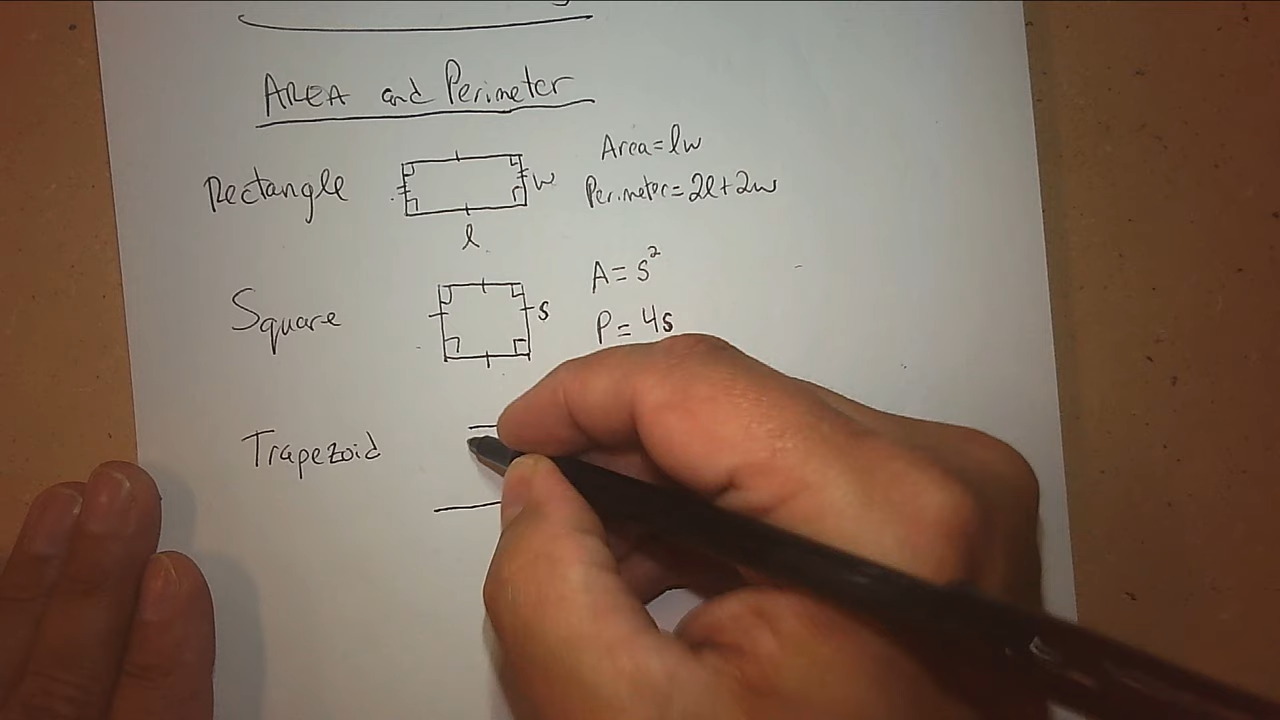 AREA and Perimeter
Rectangle
w
l
Area = lw
Perimeter = 2l + 2w
Square
s
A = s²
P = 4s
Trapezoid